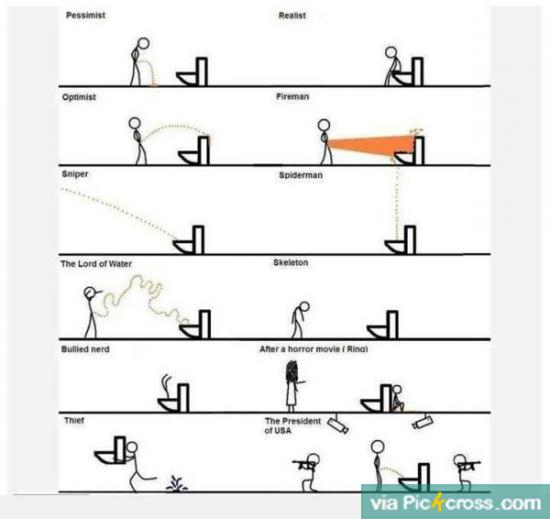 Pessimist
Realist
Optimist
Fireman
Sniper
Spiderman
The Lord of Water
Skeleton
Bullied nerd
After a horror movie ( Ring)
Thief
The President
of USA
via Pic4cross.com